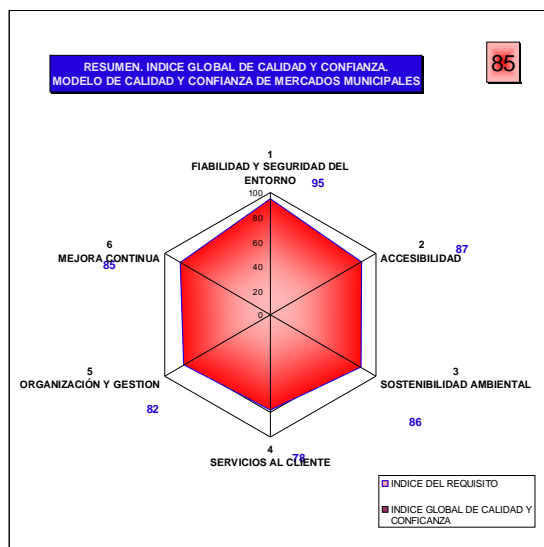 RESUMEN. INDICE GLOBAL DE CALIDAD Y CONFIANZA.
MODELO DE CALIDAD Y CONFIANZA DE MERCADOS MUNICIPALES
85
1
FIABILIDAD Y SEGURIDAD DEL
ENTORNO
95
100
80
60
40
20
0
2
ACCESIBILIDAD
87
3
SOSTENIBILIDAD AMBIENTAL
86
4
SERVICIOS AL CLIENTE
78
5
ORGANIZACIÓN Y GESTION
82
6
MEJORA CONTINUA
85
INDICE DEL REQUISITO
INDICE GLOBAL DE CALIDAD Y
CONFICANZA